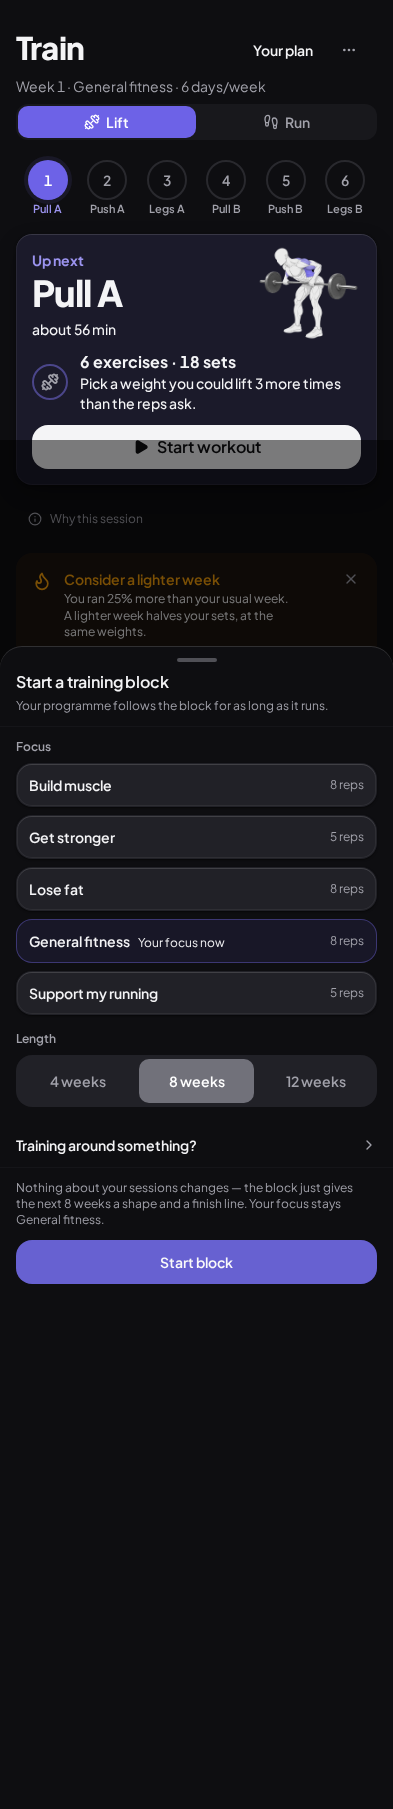 Train
Your plan
Week 1 · General fitness · 6 days/week
Lift
Run
1
2
3
4
5
6
Pull A
Push A
Legs A
Pull B
Push B
Legs B
Up next
Pull A
about 56 min
6 exercises · 18 sets
Pick a weight you could lift 3 more times
than the reps ask.
Start workout
Why this session
Consider a lighter week
You ran 25% more than your usual week.
A lighter week halves your sets, at the
same weights.
Start a training block
Your programme follows the block for as long as it runs.
Focus
Build muscle 8 reps
Get stronger 5 reps
Lose fat 8 reps
General fitness Your focus now 8 reps
Support my running 5 reps
Length
4 weeks 8 weeks 12 weeks
Training around something?
Nothing about your sessions changes — the block just gives
the next 8 weeks a shape and a finish line. Your focus stays
General fitness.
Start block